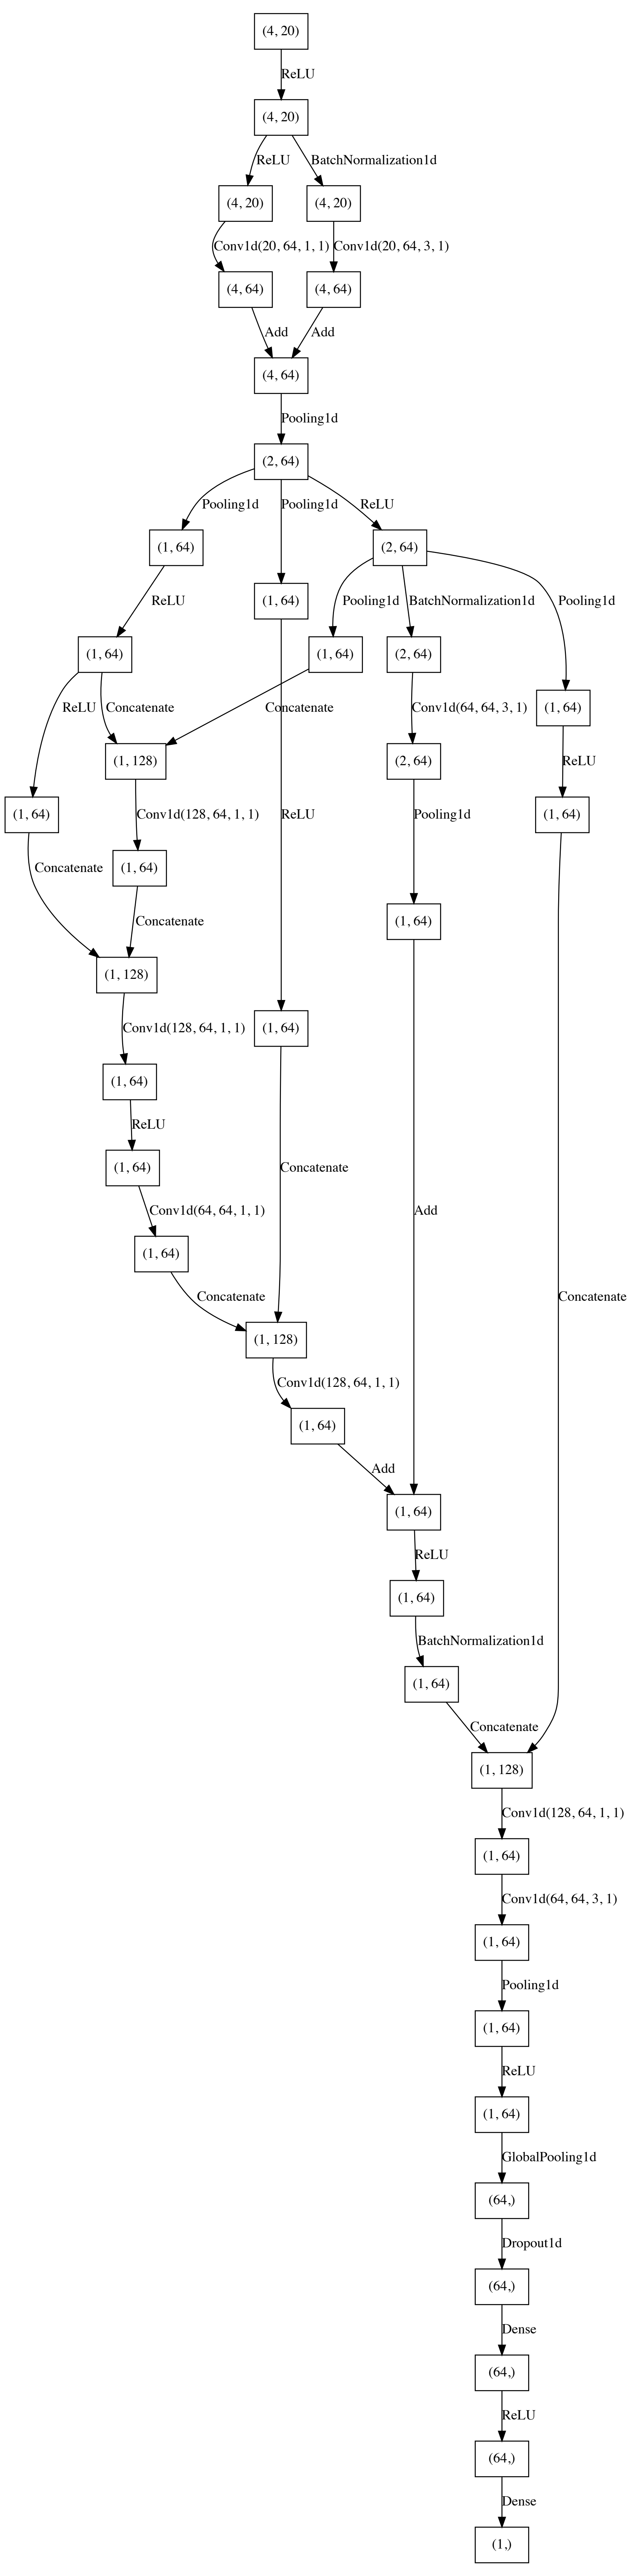 (4, 20)
ReLU
(4, 20)
ReLU BatchNormalization1d
(4, 20) (4, 20)
Conv1d(20, 64, 1, 1) Conv1d(20, 64, 3, 1)
(4, 64) (4, 64)
Add Add
(4, 64)
Pooling1d
(2, 64)
Pooling1d Pooling1d ReLU
(1, 64) (2, 64)
(1, 64)
ReLU Pooling1d BatchNormalization1d Pooling1d
(1, 64) (1, 64) (2, 64)
(1, 64)
ReLU Concatenate Concatenate Conv1d(64, 64, 3, 1)
(1, 128) (2, 64)
ReLU
(1, 64) Conv1d(128, 64, 1, 1) ReLU Pooling1d (1, 64)
Concatenate (1, 64)
Concatenate (1, 64)
(1, 128)
Conv1d(128, 64, 1, 1) (1, 64)
(1, 64)
ReLU
(1, 64) Concatenate
Conv1d(64, 64, 1, 1) Add
(1, 64)
Concatenate Concatenate
(1, 128)
Conv1d(128, 64, 1, 1)
(1, 64)
Add
(1, 64)
ReLU
(1, 64)
BatchNormalization1d
(1, 64)
Concatenate
(1, 128)
Conv1d(128, 64, 1, 1)
(1, 64)
Conv1d(64, 64, 3, 1)
(1, 64)
Pooling1d
(1, 64)
ReLU
(1, 64)
GlobalPooling1d
(64,)
Dropout1d
(64,)
Dense
(64,)
ReLU
(64,)
Dense
(1,)